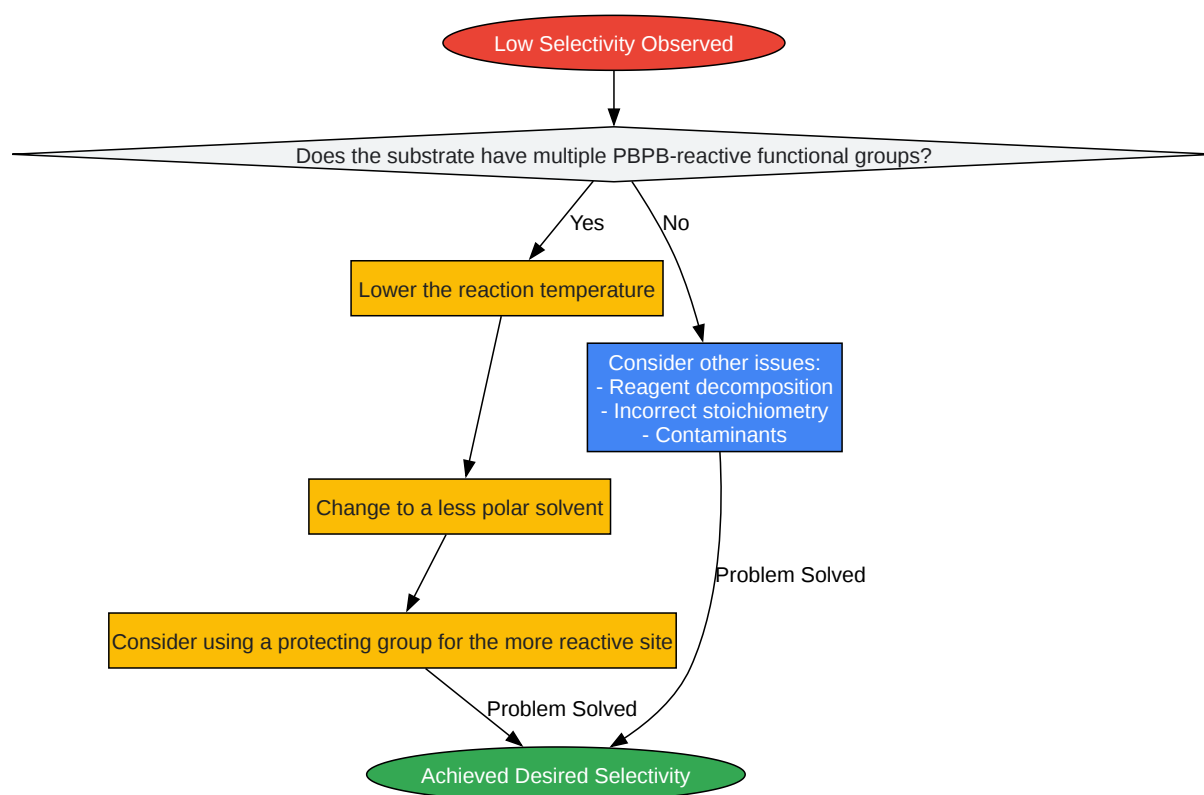 Low Selectivity Observed
Does the substrate have multiple PBPB-reactive functional groups?
Yes
No
Lower the reaction temperature
Consider other issues:
- Reagent decomposition
- Incorrect stoichiometry
- Contaminants
Change to a less polar solvent
Problem Solved
Consider using a protecting group for the more reactive site
Problem Solved
Achieved Desired Selectivity